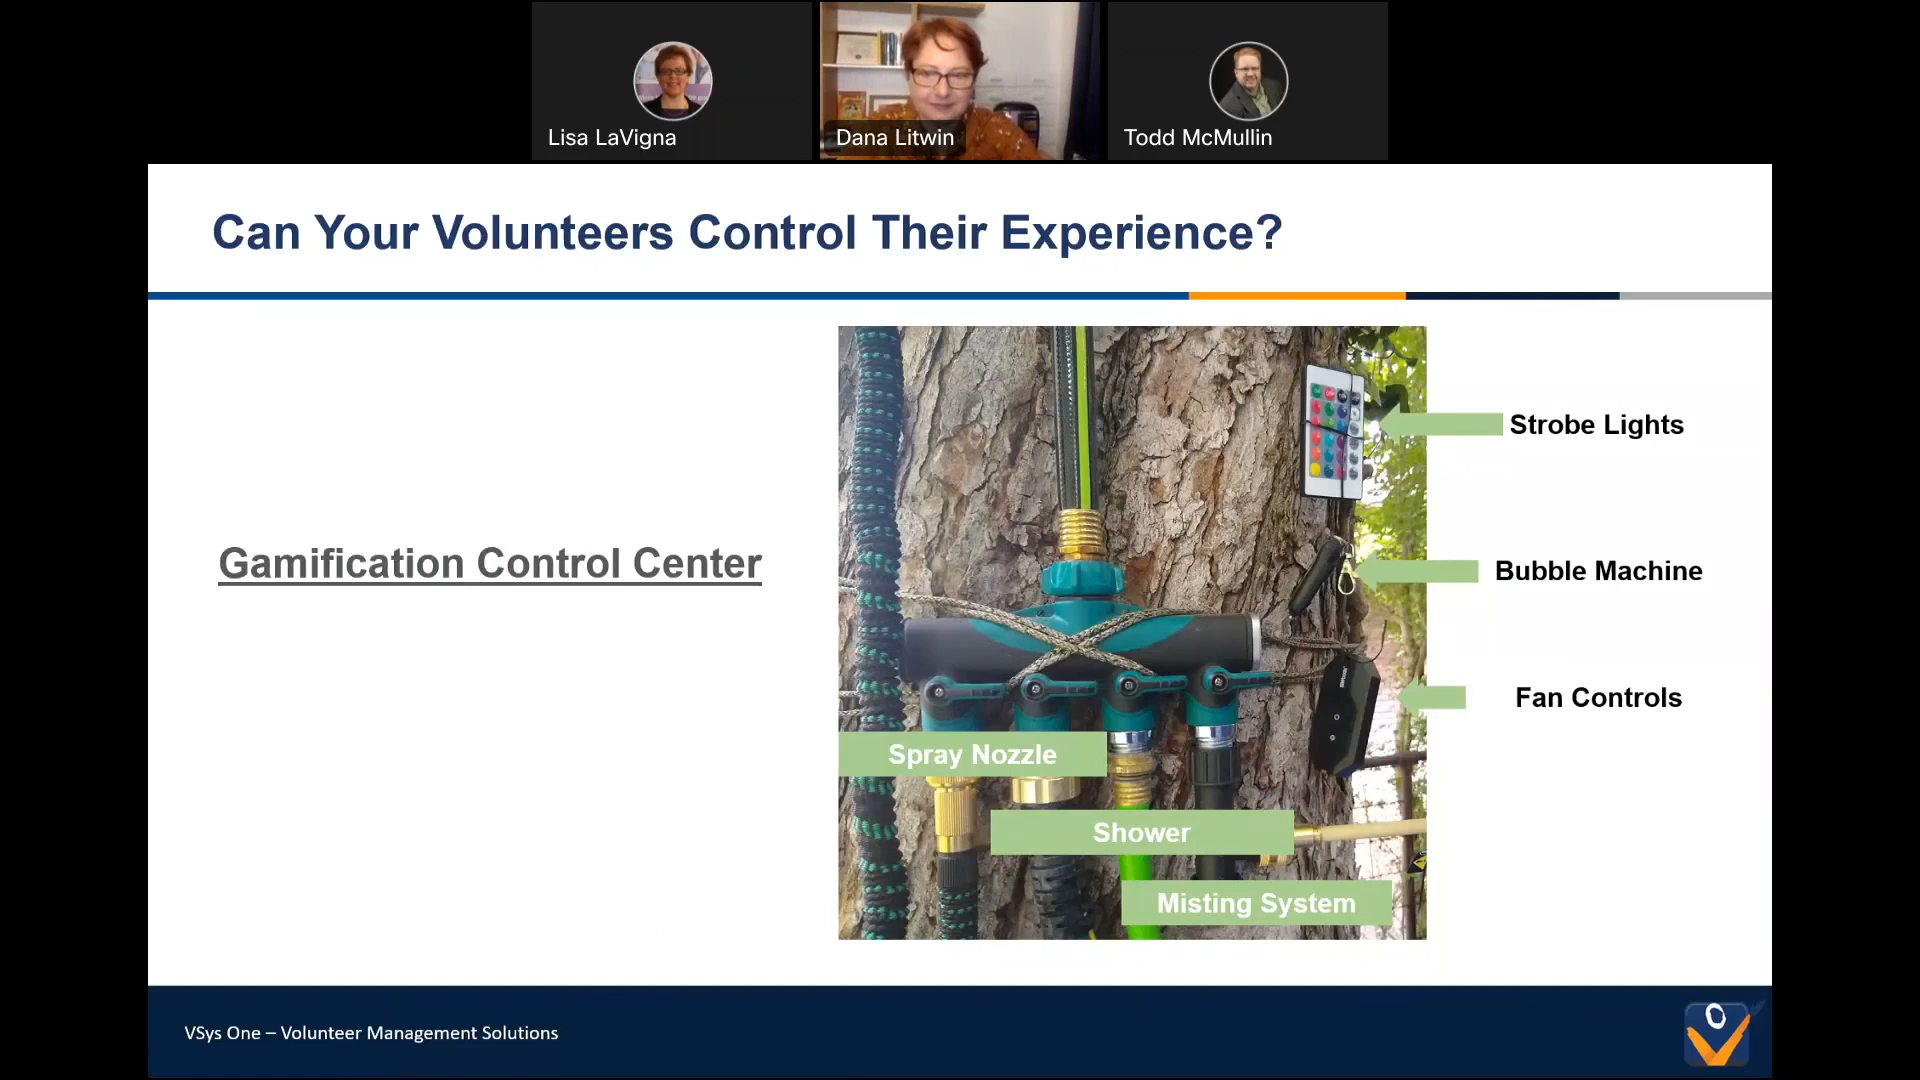 Lisa LaVigna
Dana Litwin
Todd McMullin
Can Your Volunteers Control Their Experience?
Gamification Control Center
Strobe Lights
Bubble Machine
Fan Controls
Spray Nozzle
Shower
Misting System
VSys One – Volunteer Management Solutions